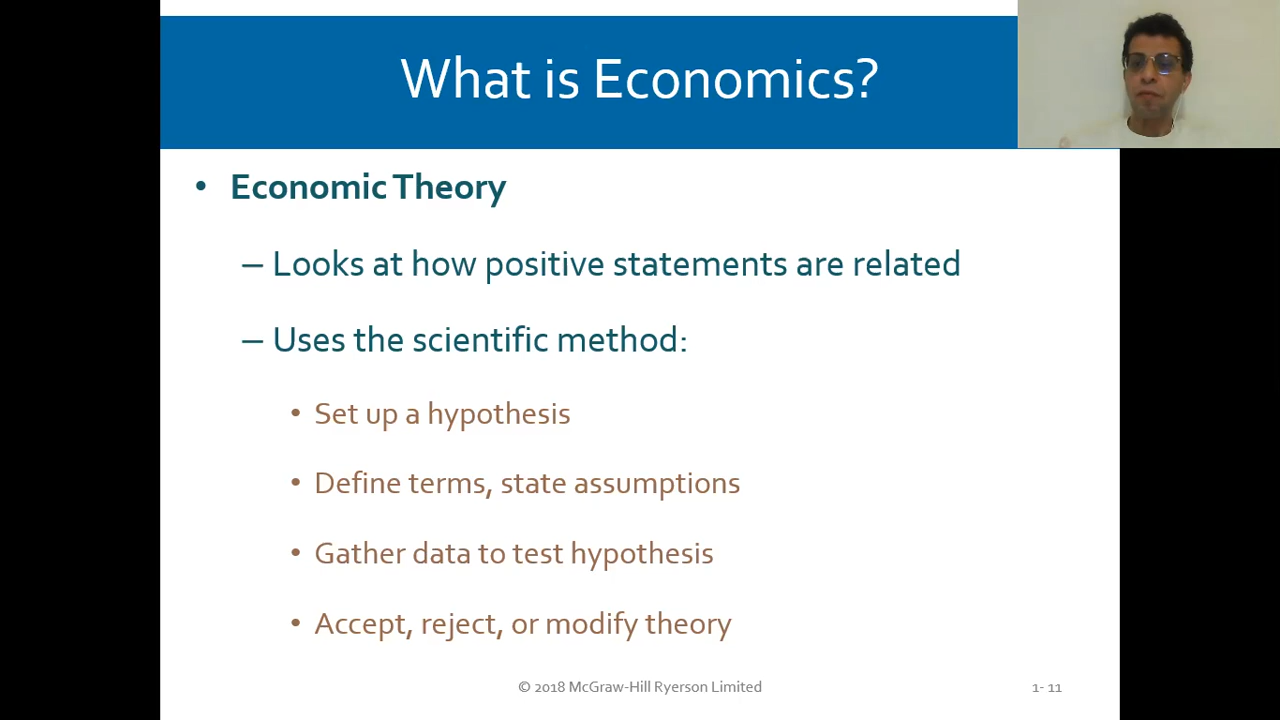 What is Economics?
• Economic Theory
– Looks at how positive statements are related
– Uses the scientific method:
• Set up a hypothesis
• Define terms, state assumptions
• Gather data to test hypothesis
• Accept, reject, or modify theory
© 2018 McGraw-Hill Ryerson Limited
1- 11